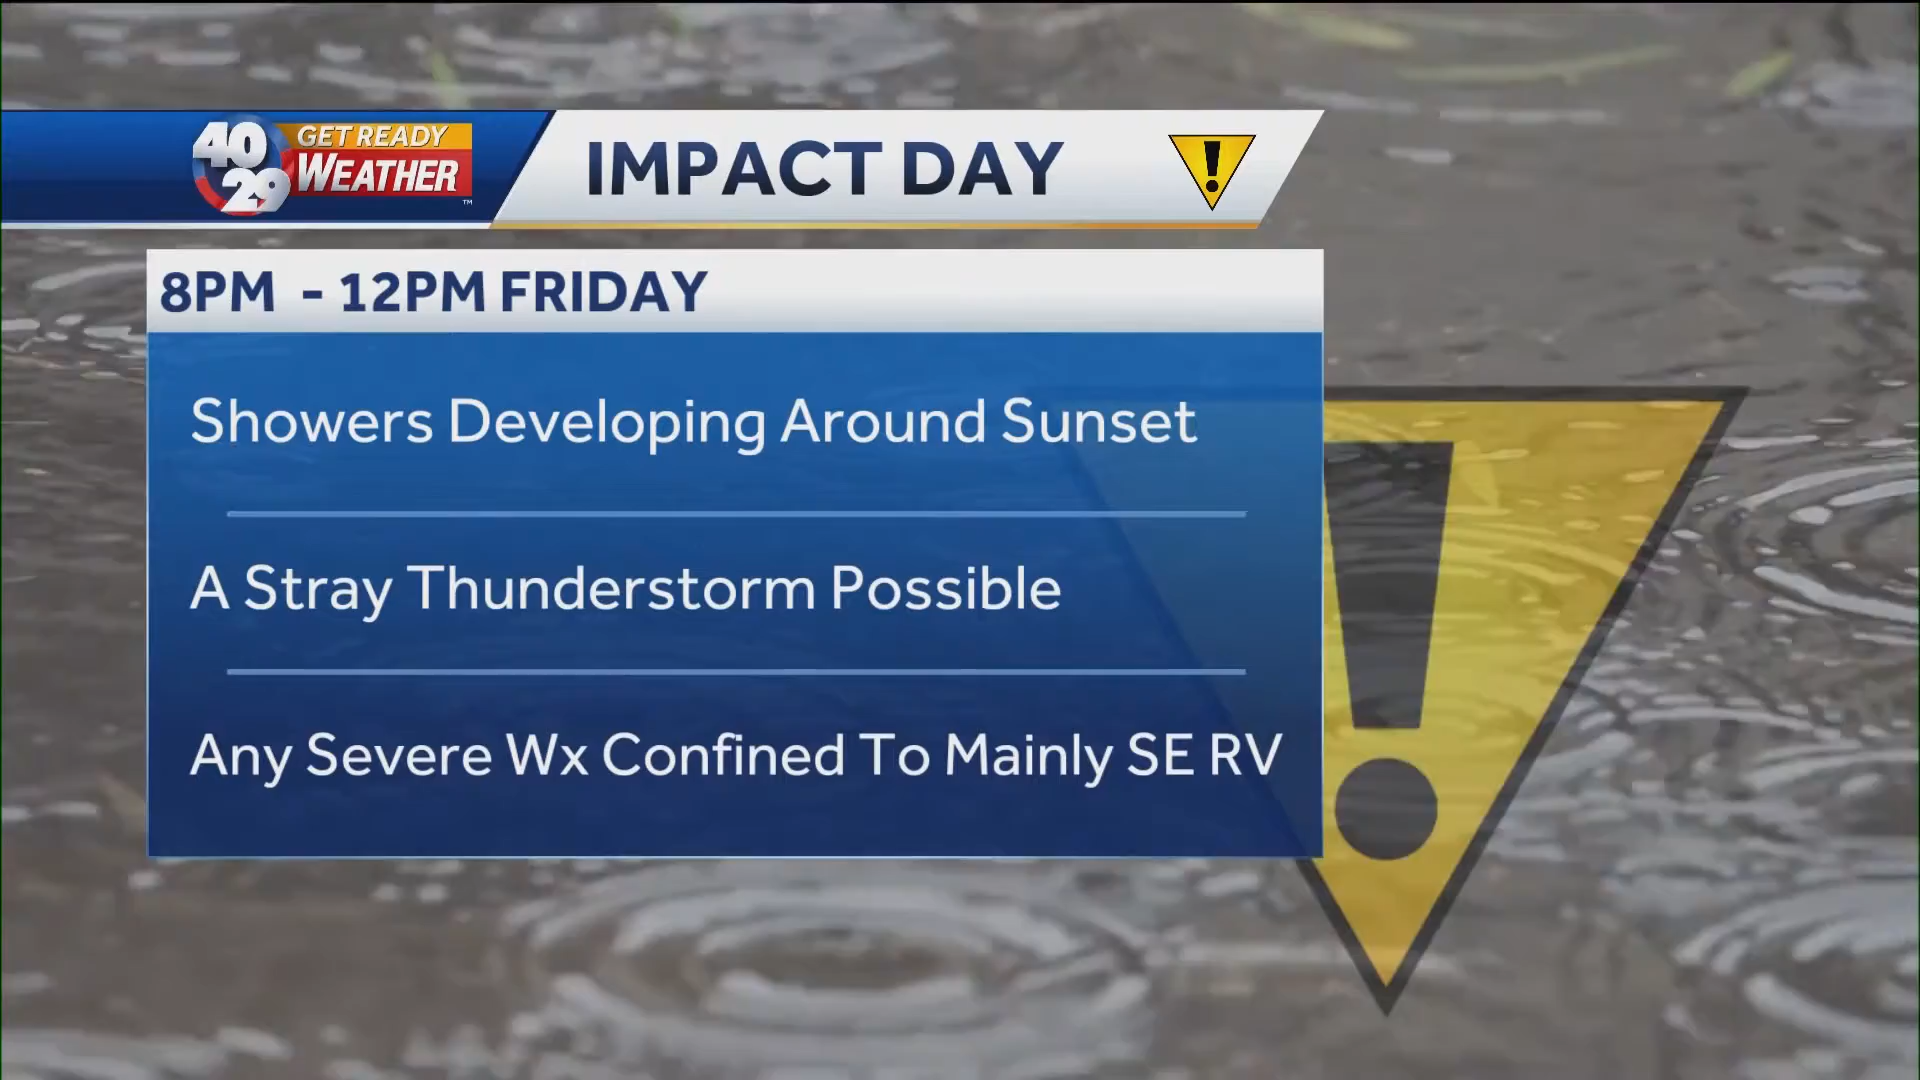 40
29
GET READY
WEATHER ™
IMPACT DAY
!
8PM - 12PM FRIDAY
Showers Developing Around Sunset
A Stray Thunderstorm Possible
Any Severe Wx Confined To Mainly SE RV
!